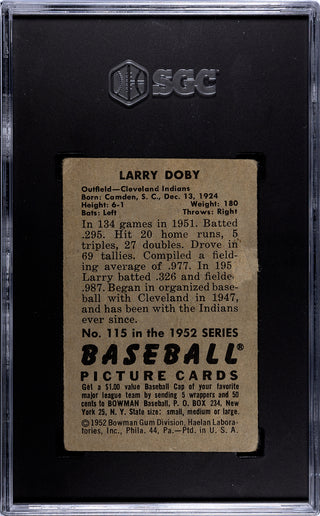 SGC
LARRY DOBY
Outfield—Cleveland Indians
Born: Camden, S. C., Dec. 13, 1924
Height: 6-1 Weight: 180
Bats: Left Throws: Right
In 134 games in 1951. Batted
.295. Hit 20 home runs, 5
triples, 27 doubles. Drove in
69 tallies. Compiled a field-
ing average of .977. In 195
Larry batted .326 and fielde
.987. Began in organized base-
ball with Cleveland in 1947,
and has been with the Indians
ever since.
No. 115 in the 1952 SERIES
BASEBALL®
PICTURE CARDS
Get a $1.00 value Baseball Cap of your favorite
major league team by sending 5 wrappers and 50
cents to BOWMAN Baseball, P. O. BOX 234, New
York 25, N. Y. State size: small, medium or large.
©1952 Bowman Gum Division, Haelan Labora-
tories, Inc., Phila. 44, Pa.—Ptd. in U. S. A.